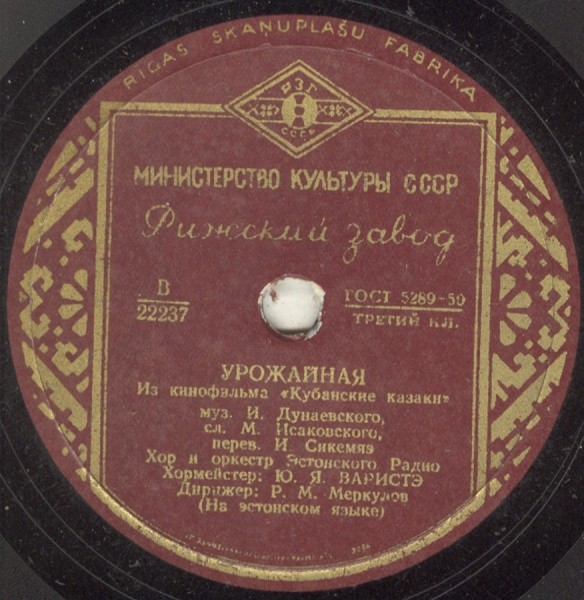 RIGAS SKAŅUPLAŠU FABRIKA
РЗГ
СССР
МИНИСТЕРСТВО КУЛЬТУРЫ СССР
Рижский завод
В
22237
ГОСТ 5289-50
ТРЕТИЙ КЛ.
УРОЖАЙНАЯ
Из кинофильма «Кубанские казаки»
муз. И. Дунаевского,
сл. М. Исаковского,
перев. И. Сикемяэ
Хор и оркестр Эстонского Радио
Хормейстер: Ю. Я. ВАРИСТЭ
Дирижер: Р. М. Меркулов
(На эстонском языке)